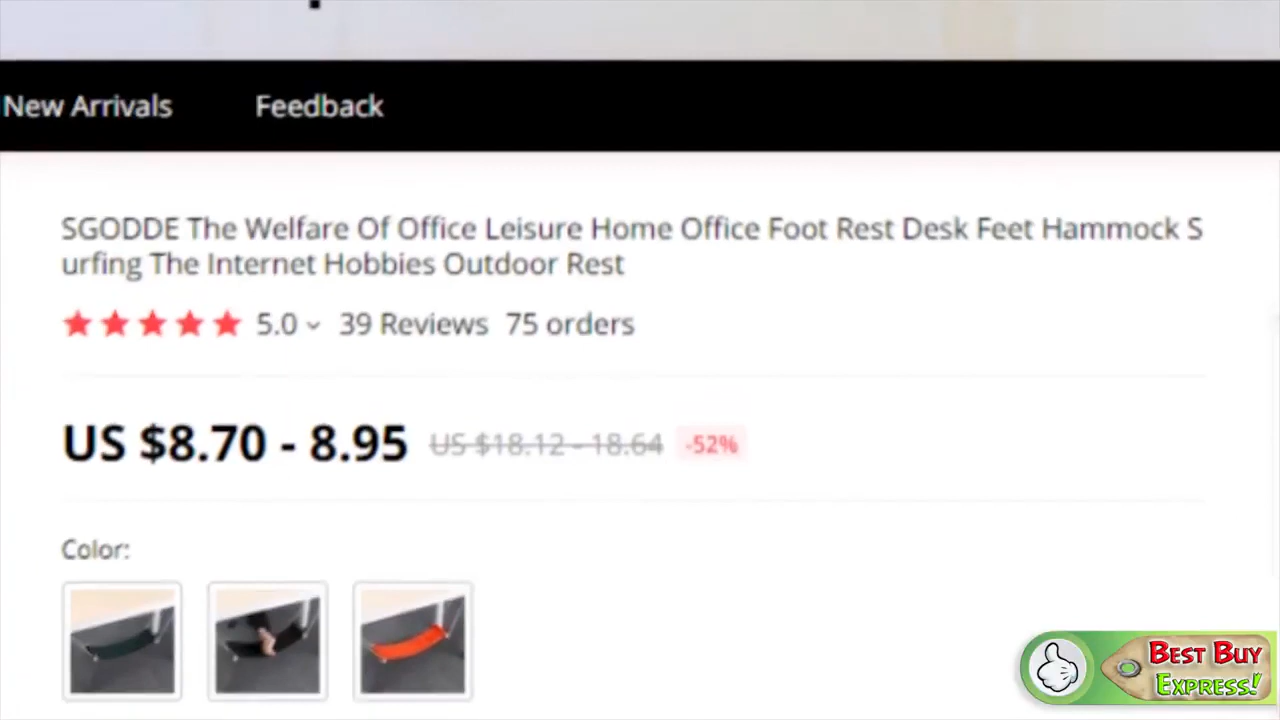 New Arrivals Feedback
SGODDE The Welfare Of Office Leisure Home Office Foot Rest Desk Feet Hammock S
urfing The Internet Hobbies Outdoor Rest
5.0 39 Reviews 75 orders
US $8.70 - 8.95 US $18.12 - 18.64 -52%
Color:
BEST BUY
EXPRESS!